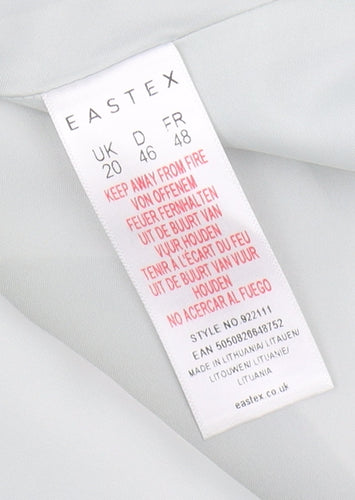 EASTEX
UK D FR
20 46 48
KEEP AWAY FROM FIRE
VON OFFENEM
FEUER FERNHALTEN
UIT DE BUURT VAN
VUUR HOUDEN
TENIR À L'ÉCART DU FEU
UIT DE BUURT VAN VUUR
HOUDEN
NO ACERCAR AL FUEGO
STYLE NO.922111
EAN 5050826648752
MADE IN LITHUANIA/ LITAUEN/
LITOUWEN/ LITUANIE/
LITUANIA
eastex.co.uk